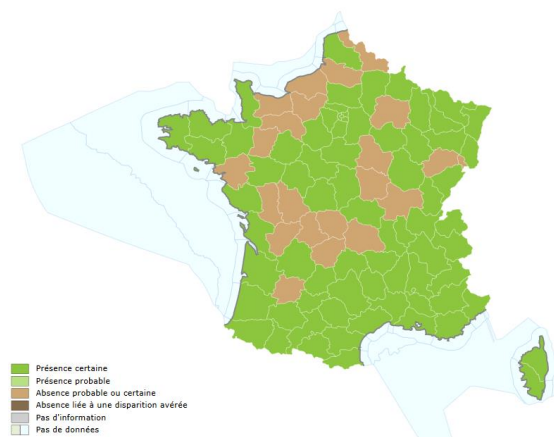 Présence certaine
Présence probable
Absence probable ou certaine
Absence liée à une disparition avérée
Pas d'information
Pas de données